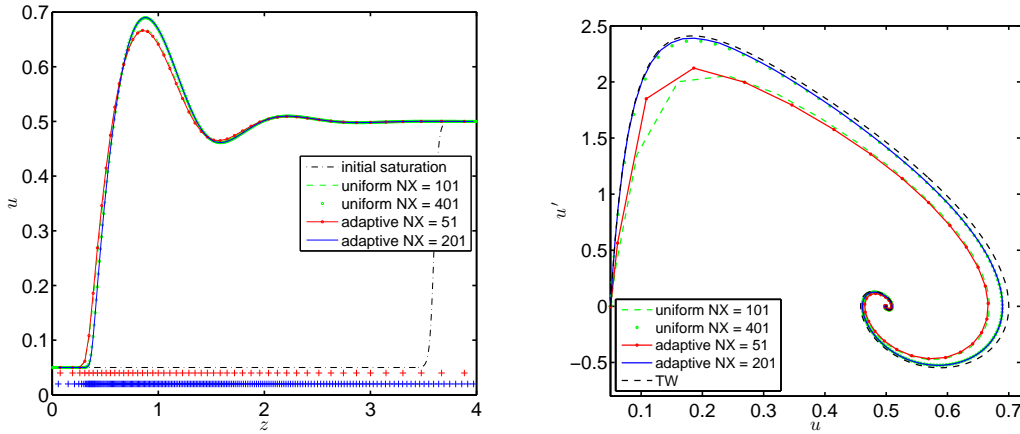 0.7
0.6
0.5
0.4
0.3
0.2
0.1
0
0
1
2
3
4
u
z
initial saturation
uniform NX = 101
uniform NX = 401
adaptive NX = 51
adaptive NX = 201
2.5
2
1.5
1
0.5
0
−0.5
0.1
0.2
0.3
0.4
0.5
0.6
0.7
u'
u
uniform NX = 101
uniform NX = 401
adaptive NX = 51
adaptive NX = 201
TW